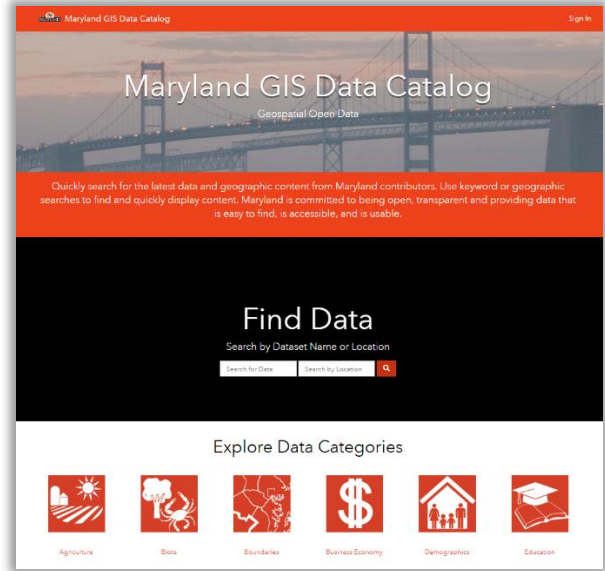 Maryland GIS Data Catalog
Sign In
Maryland GIS Data Catalog
Geospatial Open Data
Quickly search for the latest data and geographic content from Maryland contributors. Use keyword or geographic
searches to find and quickly display content. Maryland is committed to being open, transparent and providing data that
is easy to find, is accessible, and is usable.
Find Data
Search by Dataset Name or Location
Search for Data
Search by Location
Explore Data Categories
Agriculture
Biota
Boundaries
Business Economy
Demographics
Education